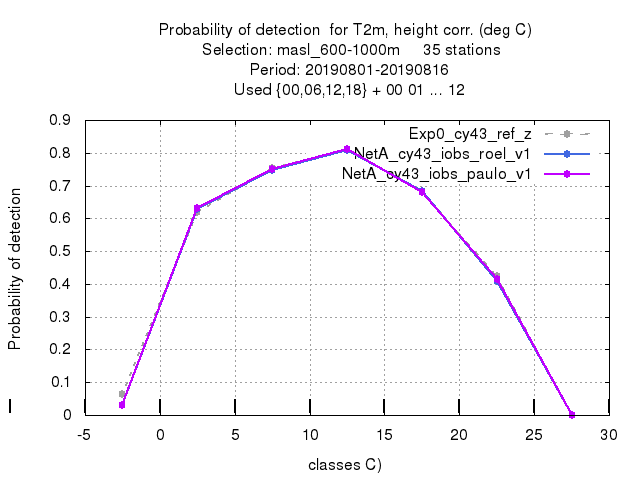 Probability of detection  for T2m, height corr. (deg C)
Selection: masl_600-1000m     35 stations
Period: 20190801-20190816
Used {00,06,12,18} + 00 01 ... 12
Exp0_cy43_ref_z
NetA_cy43_iobs_roel_v1
NetA_cy43_iobs_paulo_v1
Probability of detection
0.9
0.8
0.7
0.6
0.5
0.4
0.3
0.2
0.1
0
-5 0 5 10 15 20 25 30
classes C)